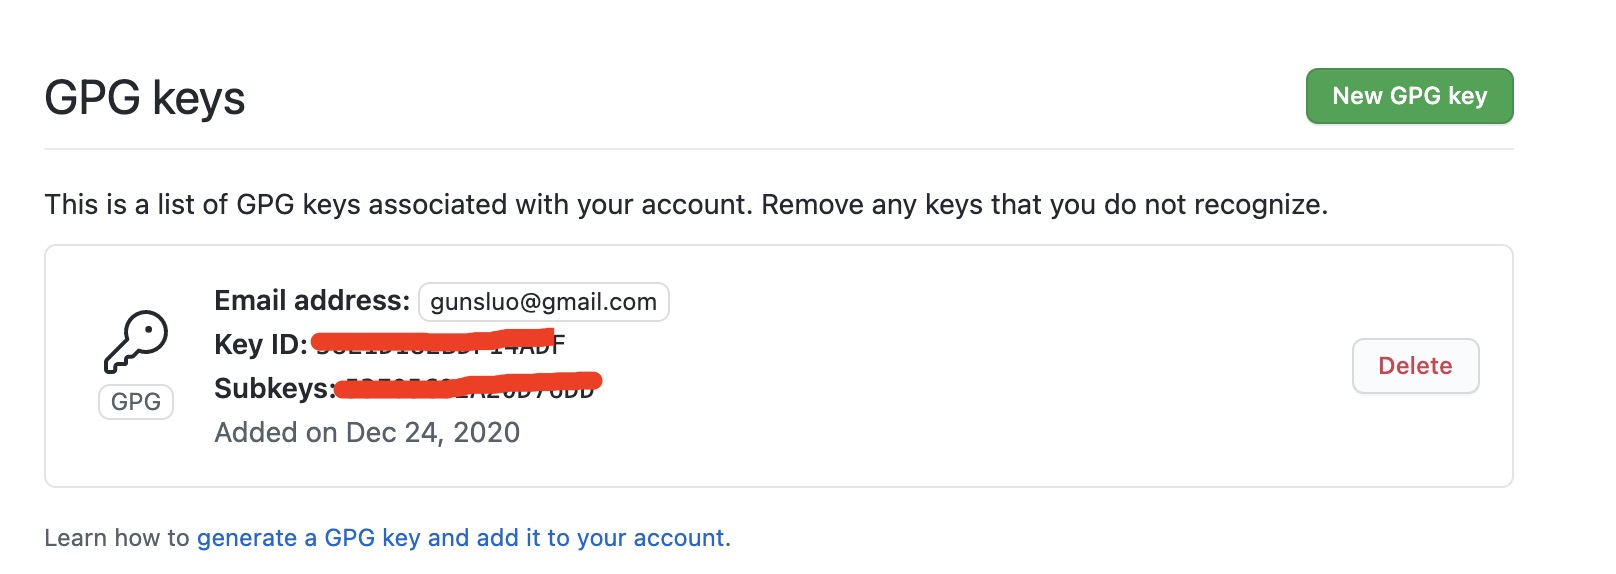 GPG keys
New GPG key
This is a list of GPG keys associated with your account. Remove any keys that you do not recognize.
Email address: gunsluo@gmail.com
Key ID:
Subkeys:
GPG
Added on Dec 24, 2020
Delete
Learn how to generate a GPG key and add it to your account.